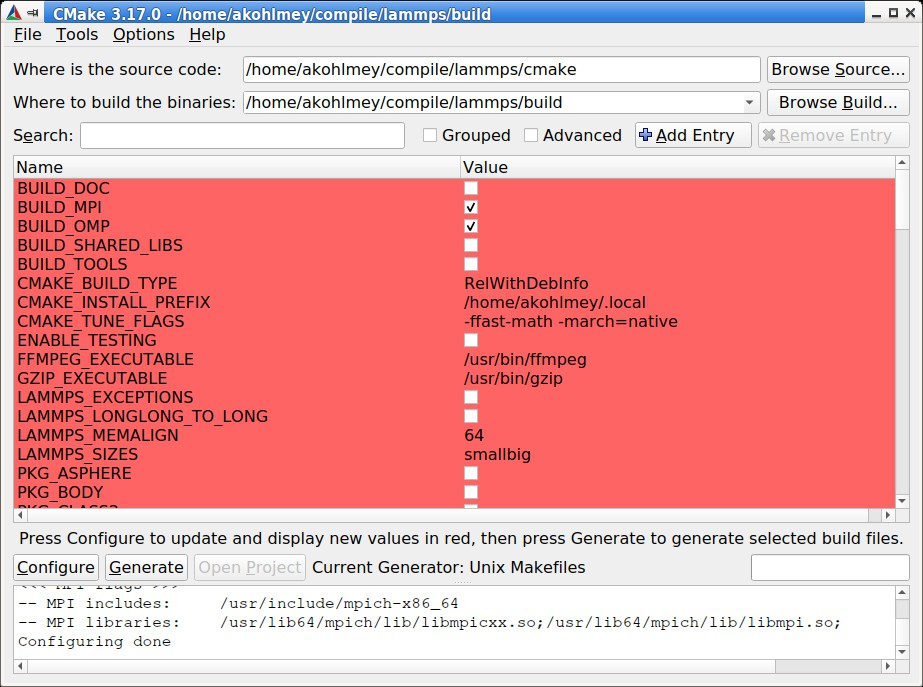 CMake 3.17.0 - /home/akohlmey/compile/lammps/build
File Tools Options Help
Where is the source code: /home/akohlmey/compile/lammps/cmake Browse Source...
Where to build the binaries: /home/akohlmey/compile/lammps/build Browse Build...
Search: Grouped Advanced Add Entry Remove Entry
Name Value
BUILD_DOC
BUILD_MPI
BUILD_OMP
BUILD_SHARED_LIBS
BUILD_TOOLS
CMAKE_BUILD_TYPE RelWithDebInfo
CMAKE_INSTALL_PREFIX /home/akohlmey/.local
CMAKE_TUNE_FLAGS -ffast-math -march=native
ENABLE_TESTING
FFMPEG_EXECUTABLE /usr/bin/ffmpeg
GZIP_EXECUTABLE /usr/bin/gzip
LAMMPS_EXCEPTIONS
LAMMPS_LONGLONG_TO_LONG
LAMMPS_MEMALIGN 64
LAMMPS_SIZES smallbig
PKG_ASPHERE
PKG_BODY
Press Configure to update and display new values in red, then press Generate to generate selected build files.
Configure Generate Open Project Current Generator: Unix Makefiles
<<< MPI flags >>>
-- MPI includes: /usr/include/mpich-x86_64
-- MPI libraries: /usr/lib64/mpich/lib/libmpicxx.so;/usr/lib64/mpich/lib/libmpi.so;
Configuring done